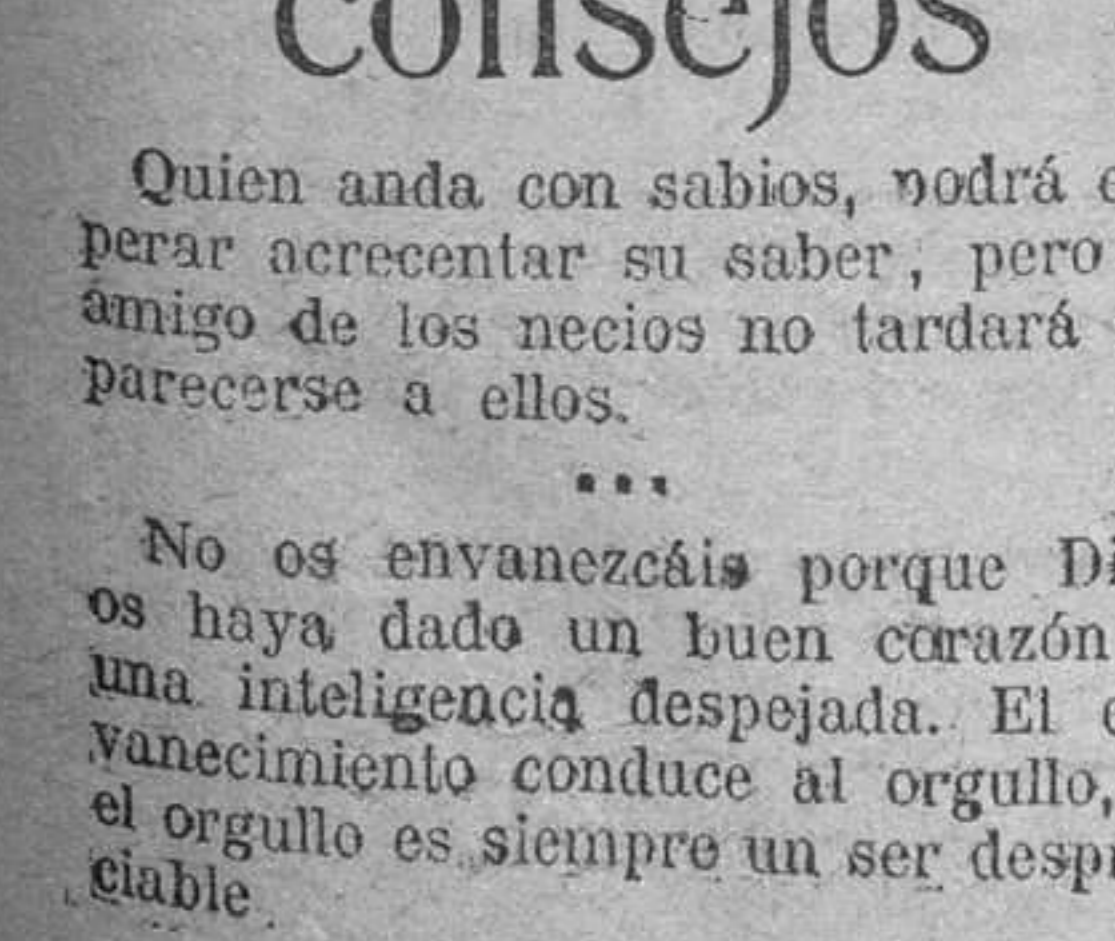 consejos
Quien anda con sabios, podrá
perar acrecentar su saber, pero
amigo de los necios no tardará
parecerse a ellos.
...
No os envanezcáis porque Di
os haya dado un buen corazón
una inteligencia despejada. El
vanecimiento conduce al orgullo,
el orgullo es siempre un ser despr
ciable.